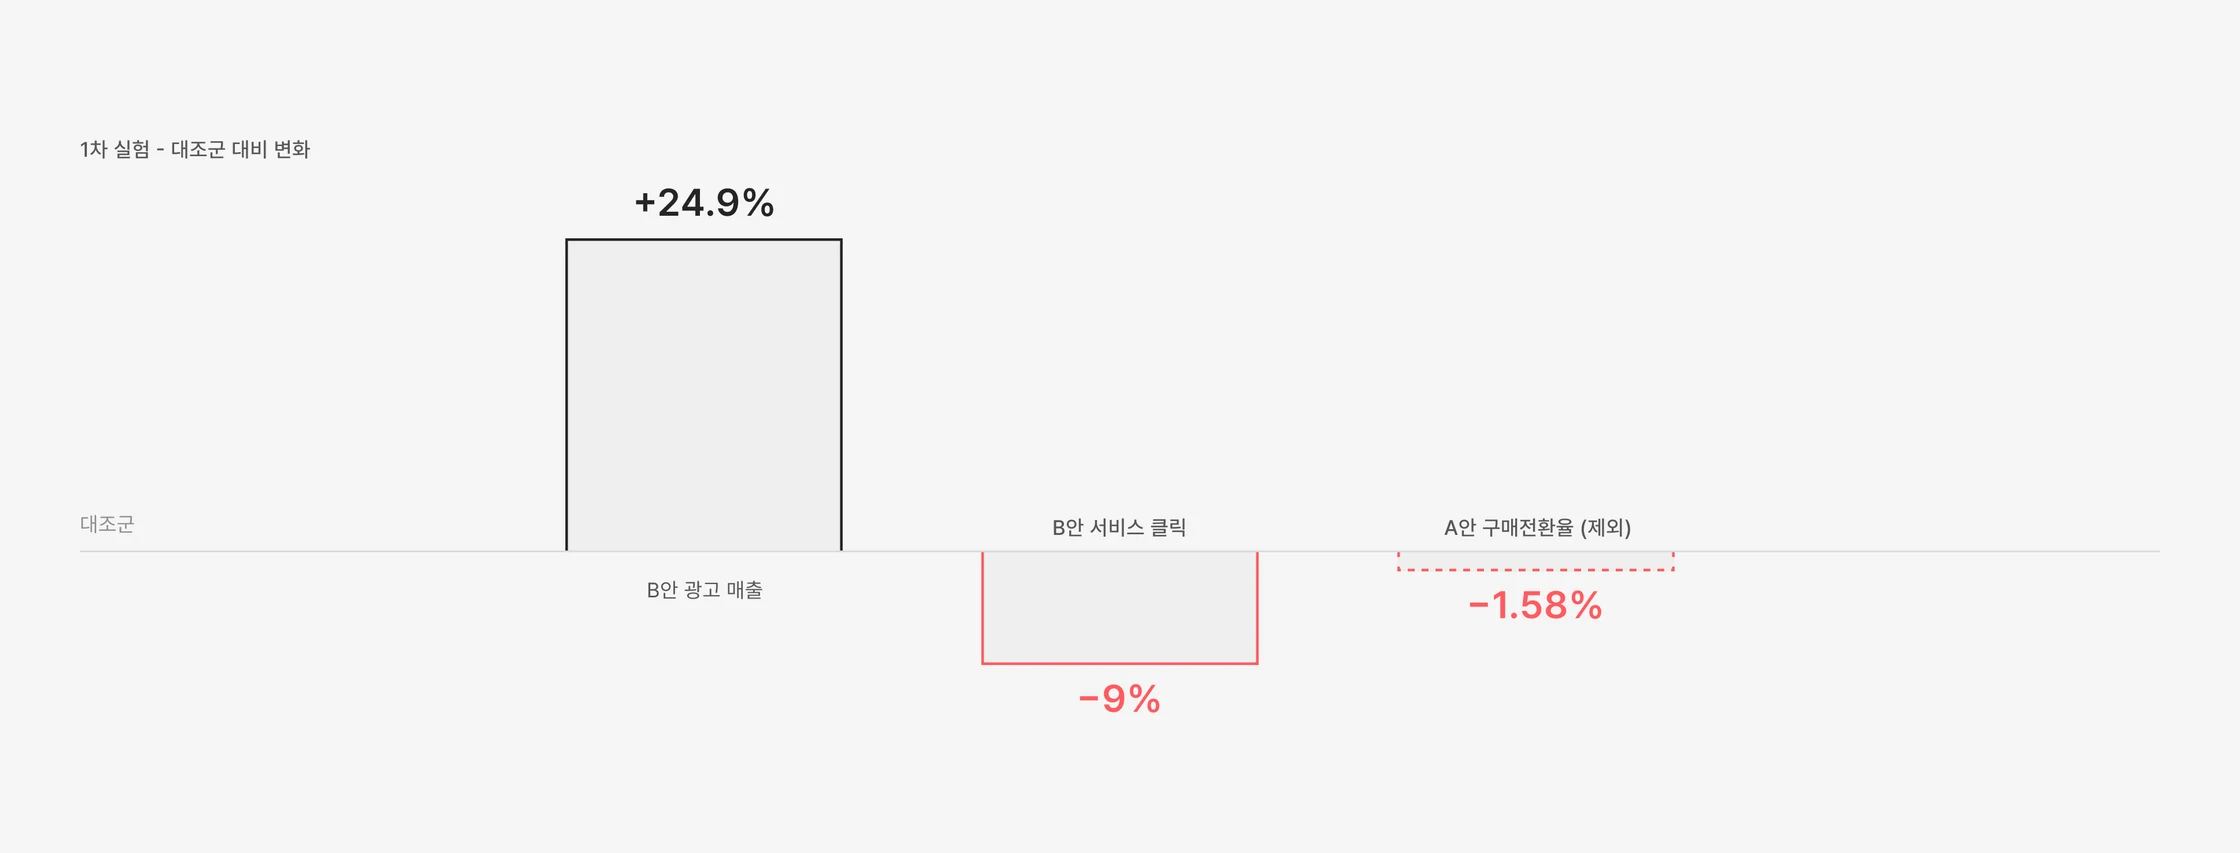 1차 실험 - 대조군 대비 변화
+24.9%
대조군
B안 서비스 클릭
A안 구매전환율 (제외)
B안 광고 매출
−1.58%
−9%